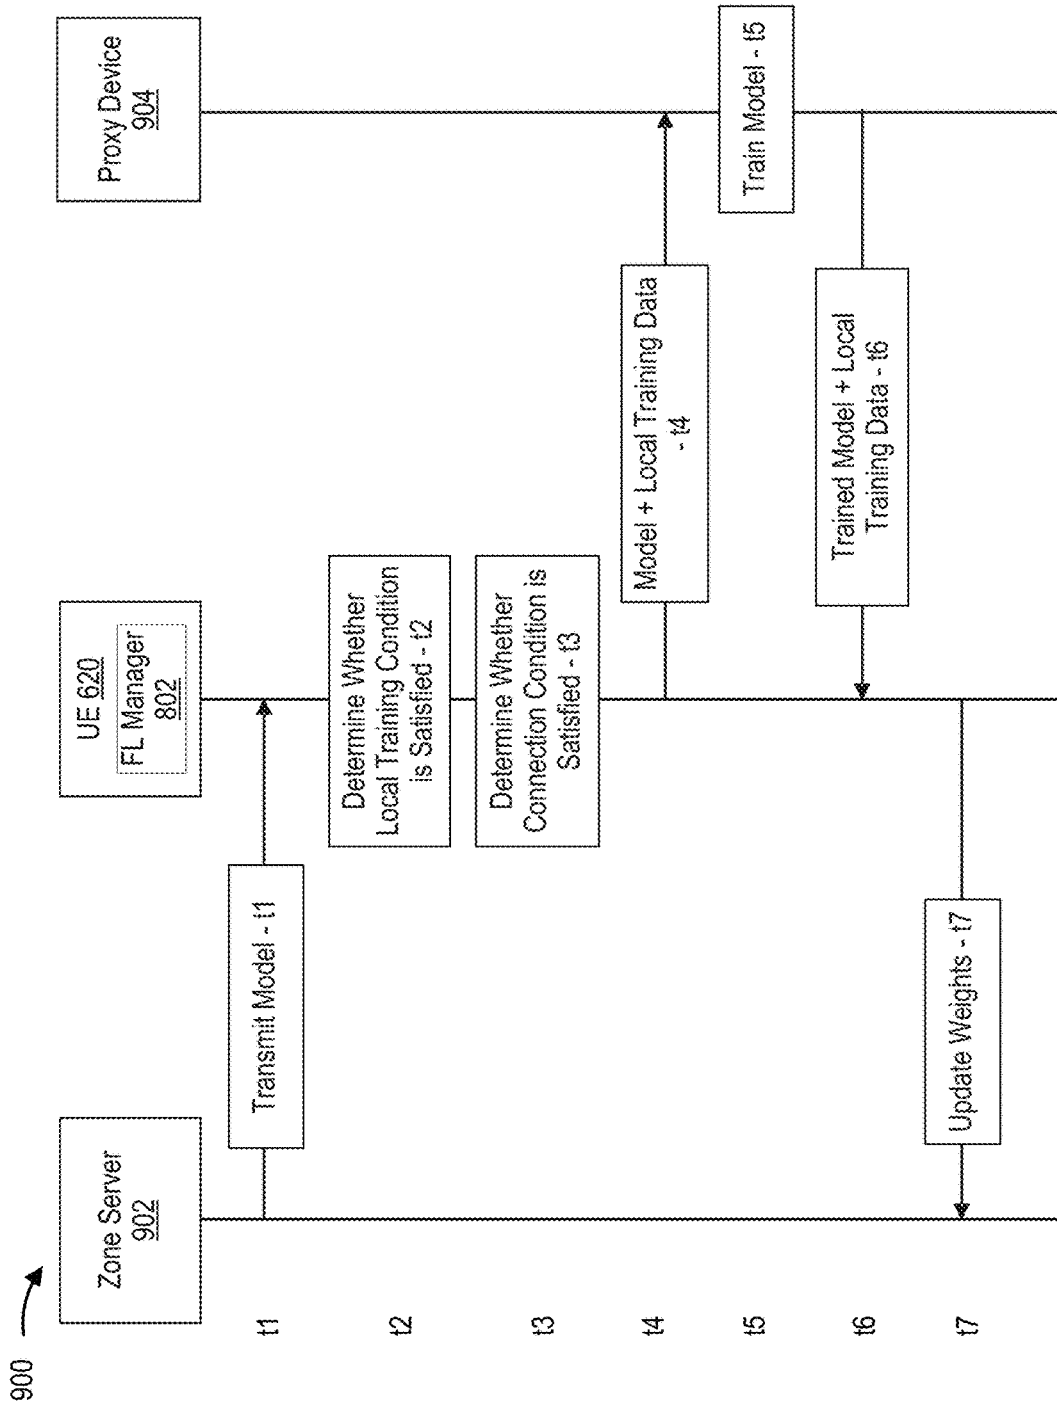 900
Zone Server
902
UE 620
FL Manager
802
Proxy Device
904
t1
Transmit Model - t1
t2
Determine Whether
Local Training Condition
is Satisfied - t2
t3
Determine Whether
Connection Condition is
Satisfied - t3
t4
Model + Local Training Data
- t4
t5
Train Model - t5
t6
Trained Model + Local
Training Data - t6
t7
Update Weights - t7